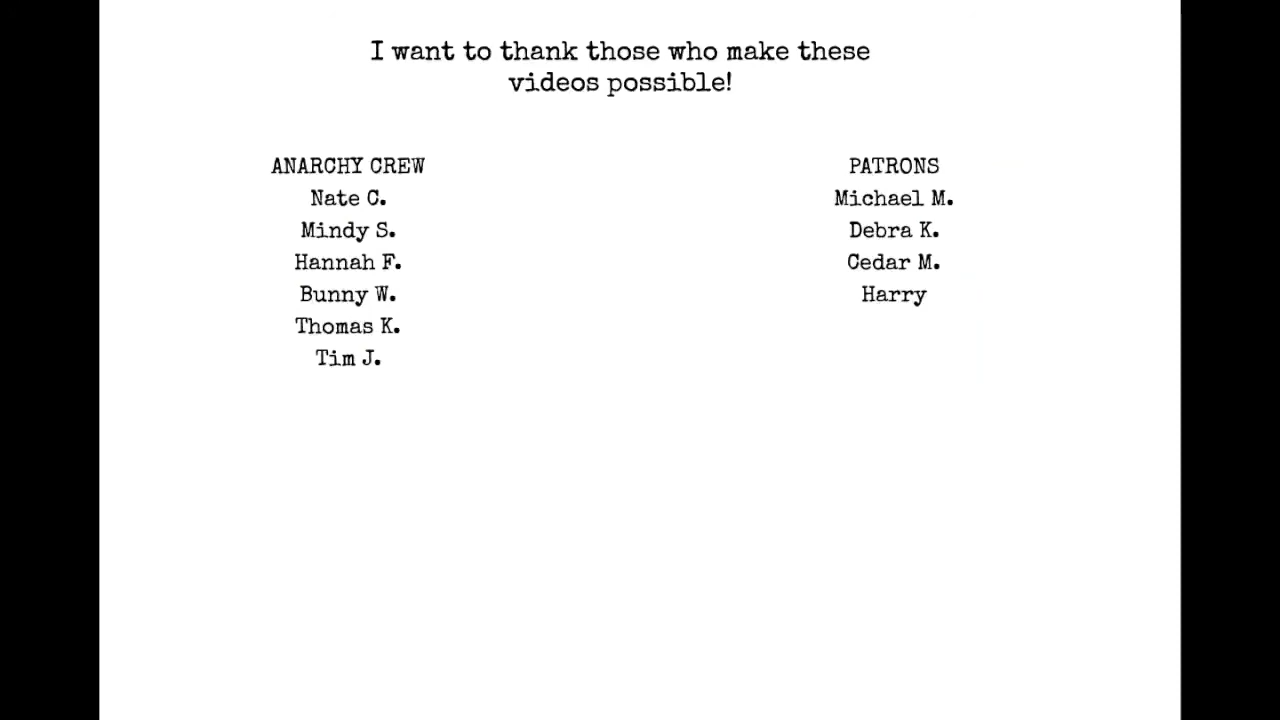 I want to thank those who make these
videos possible!
ANARCHY CREW
Nate C.
Mindy S.
Hannah F.
Bunny W.
Thomas K.
Tim J.
PATRONS
Michael M.
Debra K.
Cedar M.
Harry